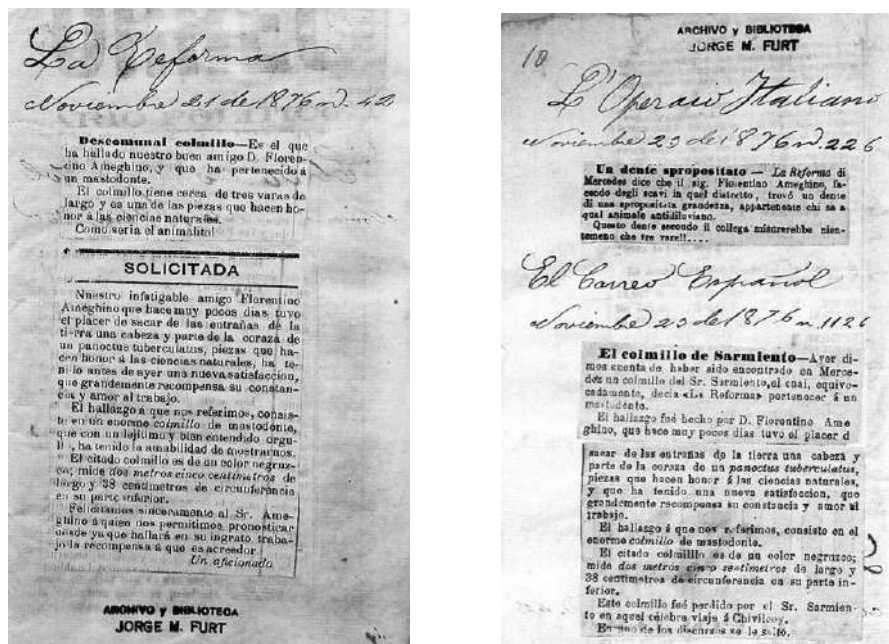 La Reforma
Noviembre 21 de 1876 n. 42
Descomunal colmillo—Es el que
ha hallado nuestro buen amigo D. Floren-
tino Ameghino, y que ha pertenecido á
un mastodonte.
El colmillo tiene cerca de tres varas de
largo y es una de las piezas que hacen ho-
nor á las ciencias naturales.
Como seria el animalito!
SOLICITADA
Nuestro infatigable amigo Florentino
Ameghino que hace muy pocos dias tuvo
el placer de sacar de las entrañas de la
tierra una cabeza y parte de la coraza de
un panoctus tuberculatus, piezas que ha-
cen honor á las ciencias naturales, ha te-
nido antes de ayer una nueva satisfaccion,
que grandemente recompensa su constan-
cia y amor al trabajo.
El hallazgo á que nos referimos, consis-
te en un enorme colmillo de mastodonte,
que con un lejítimo y bien entendido orgu-
llo, ha tenido la amabilidad de mostrarnos.
El citado colmillo es de un color negruz-
co; mide dos metros cinco centimetros de
largo y 38 centímetros de circunferencia
en su parte inferior.
Felicitamos sinceramente al Sr. Ame-
ghino á quien nos permitimos pronosticar
desde ya que hallará en su ingrato traba-
jo la recompensa á que es acreedor.
Un aficionado
ARCHIVO y BIBLIOTECA
JORGE M. FURT
ARCHIVO y BIBLIOTECA
JORGE M. FURT
10
L'Operaio Italiano
Noviembre 23 de 1876 n. 226
Un dente spropositato — La Reforma di
Mercedes dice che il sig. Florentino Ameghino, fa-
cendo degli scavi in quel distretto, trovó un dente
di una spropositata grandezza, appartenente chi sa a
qual animale antidiluviano.
Questo dente secondo il collega misurerebbe nien-
temeno che tre vare!!....
El Correo Español
Noviembre 23 de 1876 n. 1126
El colmillo de Sarmiento—Ayer di-
mos cuenta de haber sido encontrado en Merce-
des un colmillo del Sr. Sarmiento, el cual, equivo-
cadamente, decia «La Reforma» pertenecer á un
mastodonte.
El hallazgo fué hecho por D. Florentino Ame
ghino, que hace muy pocos dias tuvo el placer d
sacar de las entrañas de la tierra una cabeza y
parte de la coraza de un panoctus tuberculatus,
piezas que hacen honor á las ciencias naturales,
y que ha tenido una nueva satisfaccion, que
grandemente recompensa su constancia y amor al
trabajo.
El hallazgo á que nos referimos, consiste en el
enorme colmillo de mastodonte.
El citado colmilllo es de un color negruzco;
mide dos metros cinco centimetros de largo y
38 centimetros de circunferencia en su parte in-
ferior.
Este colmillo fué perdido por el Sr. Sarmien-
to en aquel célebre viaje á Chivilcoy.
En uno de los discursos se le saltó.